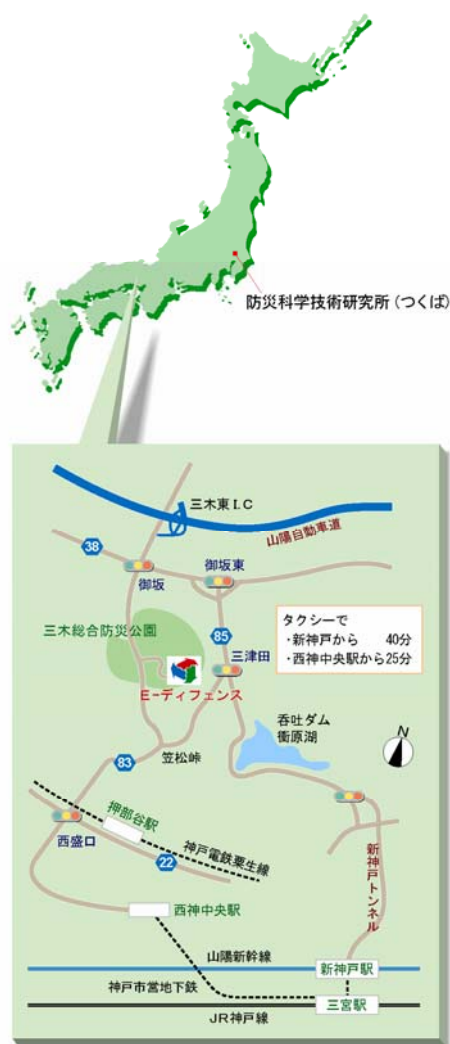 防災科学技術研究所（つくば）
三木東I.C
山陽自動車道
38
御坂
御坂東
三木総合防災公園
85
タクシーで
・新神戸から　40分
・西神中央駅から25分
三津田
E-ディフェンス
呑吐ダム
衝原湖
N
笠松峠
83
押部谷駅
西盛口
神戸電鉄粟生線
22
新神戸トンネル
西神中央駅
山陽新幹線
新神戸駅
神戸市営地下鉄
三宮駅
JR神戸線